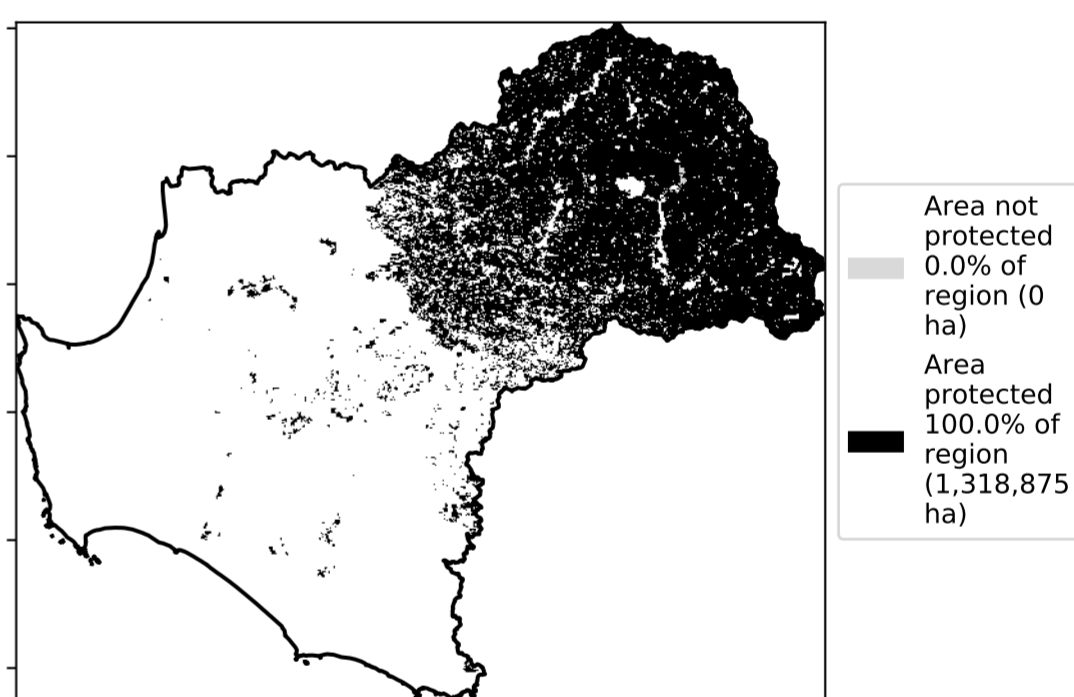 Area not
protected
0.0% of
region (0
ha)
Area
protected
100.0% of
region
(1,318,875
ha)